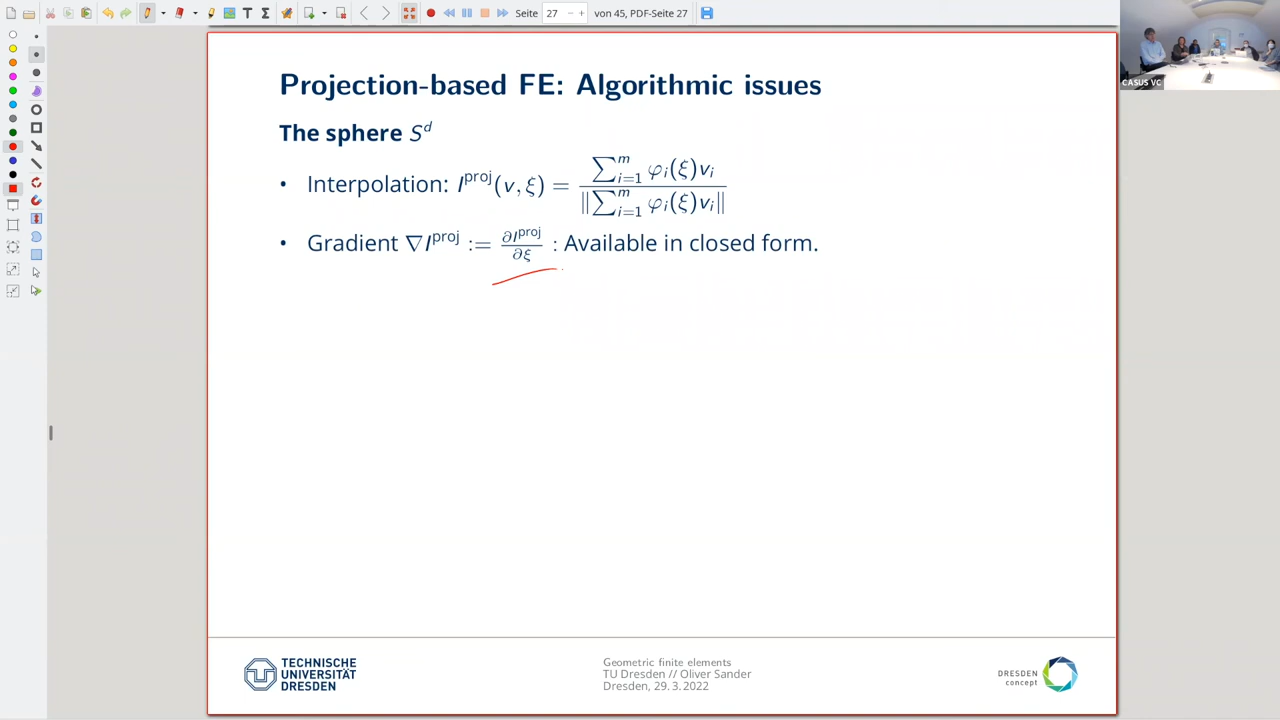 Seite 27 von 45, PDF-Seite 27
CASUS VC
Projection-based FE: Algorithmic issues
The sphere S^d
• Interpolation: I^proj(v, ξ) = ∑_{i=1}^m φ_i(ξ)v_i / ||∑_{i=1}^m φ_i(ξ)v_i||
• Gradient ∇I^proj := ∂I^proj/∂ξ : Available in closed form.
TECHNISCHE
UNIVERSITÄT
DRESDEN
Geometric finite elements
TU Dresden // Oliver Sander
Dresden, 29. 3. 2022
DRESDEN
concept